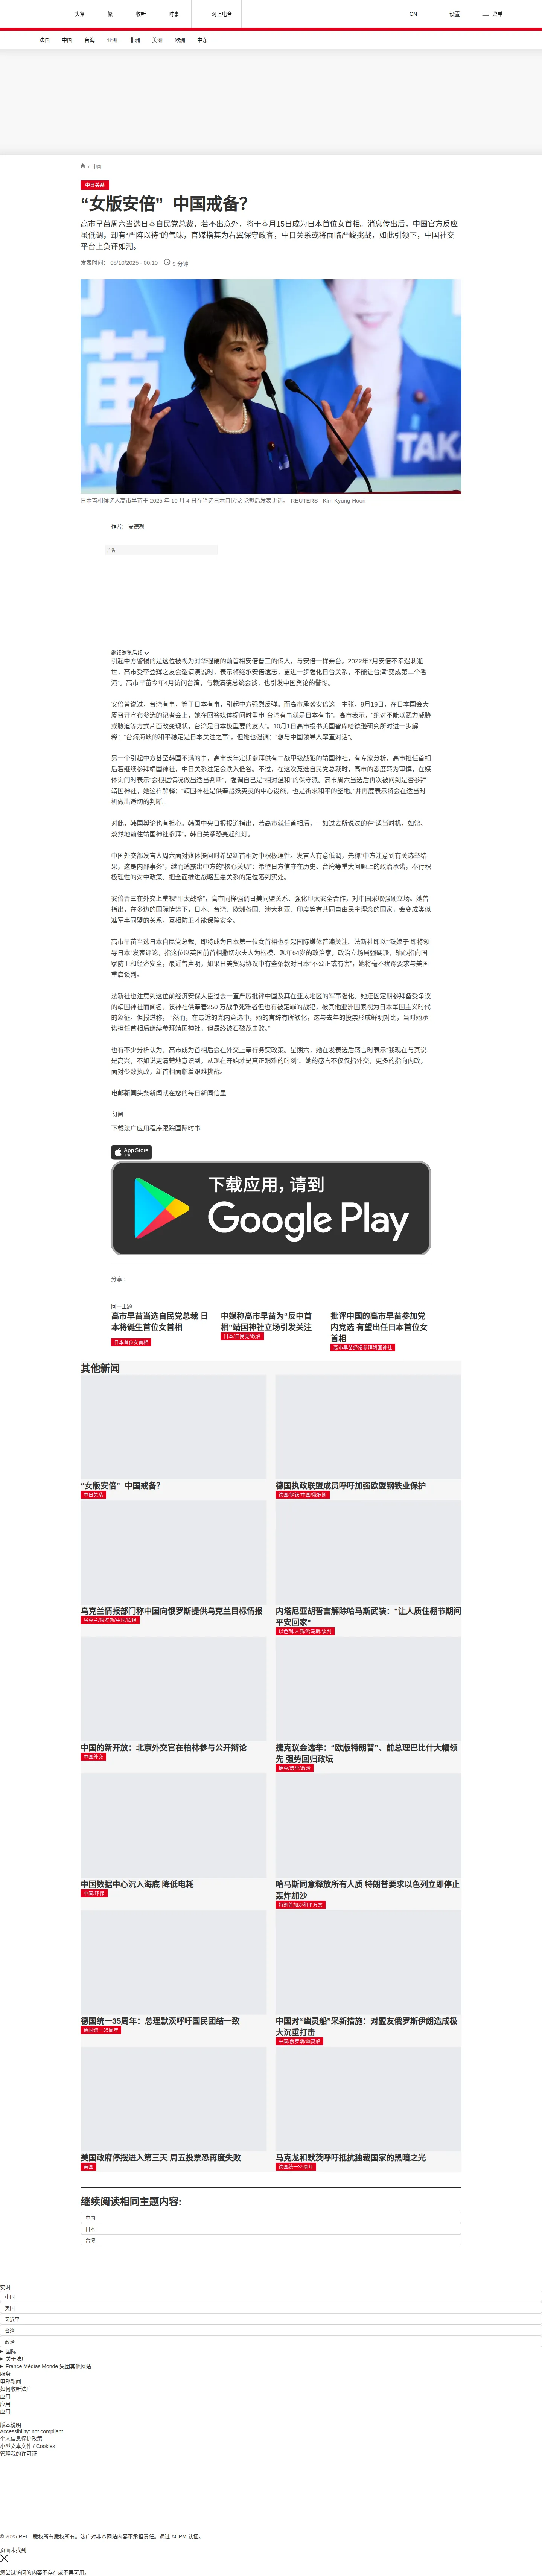 头条 繁 收听 时事 网上电台 CN 设置 菜单
法国 中国 台海 亚洲 非洲 美洲 欧洲 中东
/ 中国
中日关系
“女版安倍” 中国戒备?
高市早苗周六当选日本自民党总裁，若不出意外，将于本月15日成为日本首位女首相。消息传出后，中国官方反应
虽低调，却有“严阵以待”的气味，官媒指其为右翼保守政客，中日关系或将面临严峻挑战，如此引领下，中国社交
平台上负评如潮。
发表时间： 05/10/2025 - 00:10 9 分钟
TAKA
日本首相候选人高市早苗于 2025 年 10 月 4 日在当选日本自民党 党魁后发表讲话。 REUTERS - Kim Kyung-Hoon
作者： 安德烈
广告
继续浏览后续
引起中方警惕的是这位被视为对华强硬的前首相安倍晋三的传人，与安倍一样亲台。2022年7月安倍不幸遇刺逝
世，高市受李登辉之友会邀请演说时，表示将继承安倍遗志，更进一步强化日台关系，不能让台湾“变成第二个香
港”，高市早苗今年4月访问台湾，与赖清德总统会谈，也引发中国舆论的警惕。
安倍曾说过，台湾有事，等于日本有事，引起中方强烈反弹。而高市承袭安倍这一主张，9月19日，在日本国会大
厦召开宣布参选的记者会上，她在回答媒体提问时重申“台湾有事就是日本有事”。高市表示，“绝对不能以武力威胁
或胁迫等方式片面改变现状，台湾是日本极重要的友人”。10月1日高市投书美国智库哈德逊研究所时进一步解
释：”台海海峡的和平稳定是日本关注之事”，但她也强调：“想与中国领导人率直对话”。
另一个引起中方甚至韩国不满的事，高市长年定期参拜供有二战甲级战犯的靖国神社，有专家分析，高市担任首相
后若继续参拜靖国神社，中日关系注定会跌入低谷。不过，在这次竞选自民党总裁时，高市的态度转为审慎，在媒
体询问时表示“会根据情况做出适当判断”，强调自己是“相对温和”的保守派。高市周六当选后再次被问到是否参拜
靖国神社，她这样解释：“靖国神社是供奉战殁英灵的中心设施，也是祈求和平的圣地。”并再度表示将会在适当时
机做出适切的判断。
对此，韩国舆论也有担心。韩国中央日报报道指出，若高市就任首相后，一如过去所说过的在“适当时机，如常、
淡然地前往靖国神社参拜”，韩日关系恐亮起红灯。
中国外交部发言人周六面对媒体提问时希望新首相对中积极理性。发言人有意低调，先称“中方注意到有关选举结
果，这是内部事务”，继而透露出中方的“核心关切”：希望日方信守在历史、台湾等重大问题上的政治承诺，奉行积
极理性的对中政策。把全面推进战略互惠关系的定位落到实处。
安倍晋三在外交上重视“印太战略”，高市同样强调日美同盟关系、强化印太安全合作，对中国采取强硬立场。她曾
指出，在多边的国际情势下，日本、台湾、欧洲各国、澳大利亚、印度等有共同自由民主理念的国家，会变成类似
准军事同盟的关系，互相防卫才能保障安全。
高市早苗当选日本自民党总裁，即将成为日本第一位女首相也引起国际媒体普遍关注。法新社即以“‘铁娘子’即将领
导日本”发表评论，指这位以英国前首相撒切尔夫人为楷模、现年64岁的政治家，政治立场属强硬派，轴心指向国
家防卫和经济安全，最近曾声明，如果日美贸易协议中有些条款对日本“不公正或有害”，她将毫不犹豫要求与美国
重启谈判。
法新社也注意到这位前经济安保大臣过去一直严厉批评中国及其在亚太地区的军事强化。她还因定期参拜备受争议
的靖国神社而闻名，该神社供奉着250 万战争死难者但也有被定罪的战犯，被其他亚洲国家视为日本军国主义时代
的象征。但报道称， “然而，在最近的党内竞选中，她的言辞有所软化，这与去年的投票形成鲜明对比，当时她承
诺担任首相后继续参拜靖国神社，但最终被石破茂击败。”
也有不少分析认为，高市成为首相后会在外交上奉行务实政策。星期六，她在发表选后感言时表示“我现在与其说
是高兴，不如说更清楚地意识到，从现在开始才是真正艰难的时刻”。她的感言不仅仅指外交，更多的指向内政，
面对少数执政，新首相面临着艰难挑战。
电邮新闻头条新闻就在您的每日新闻信里
订阅
下载法广应用程序跟踪国际时事
App Store
下载
下载应用，请到
Google Play
分享 :
同一主题
高市早苗当选自民党总裁 日
本将诞生首位女首相
日本首位女首相
中媒称高市早苗为“反中首
相”靖国神社立场引发关注
日本/自民党/政治
批评中国的高市早苗参加党
内竞选 有望出任日本首位女
首相
高市早苗经常参拜靖国神社
其他新闻
“女版安倍” 中国戒备?
中日关系
德国执政联盟成员呼吁加强欧盟钢铁业保护
德国/钢铁/中国/俄罗斯
乌克兰情报部门称中国向俄罗斯提供乌克兰目标情报
乌克兰/俄罗斯/中国/情报
内塔尼亚胡誓言解除哈马斯武装：“让人质住棚节期间
平安回家”
以色列/人质/哈马斯/谈判
中国的新开放：北京外交官在柏林参与公开辩论
中国外交
捷克议会选举：“欧版特朗普”、前总理巴比什大幅领
先 强势回归政坛
捷克/选举/政治
中国数据中心沉入海底 降低电耗
中国/环保
哈马斯同意释放所有人质 特朗普要求以色列立即停止
轰炸加沙
特朗普加沙和平方案
德国统一35周年：总理默茨呼吁国民团结一致
德国统一35周年
中国对“幽灵船”采新措施：对盟友俄罗斯伊朗造成极
大沉重打击
中国/俄罗斯/幽灵船
美国政府停摆进入第三天 周五投票恐再度失败
美国
马克龙和默茨呼吁抵抗独裁国家的黑暗之光
德国统一35周年
继续阅读相同主题内容:
中国
日本
台湾
实时
中国
美国
习近平
台湾
政治
国际
关于法广
France Médias Monde 集团其他网站
服务
电邮新闻
如何收听法广
应用
应用
应用
版本说明
Accessibility: not compliant
个人信息保护政策
小型文本文件 / Cookies
管理我的许可证
© 2025 RFI – 版权所有版权所有。法广对非本网站内容不承担责任。通过 ACPM 认证。
页面未找到
您尝试访问的内容不存在或不再可用。